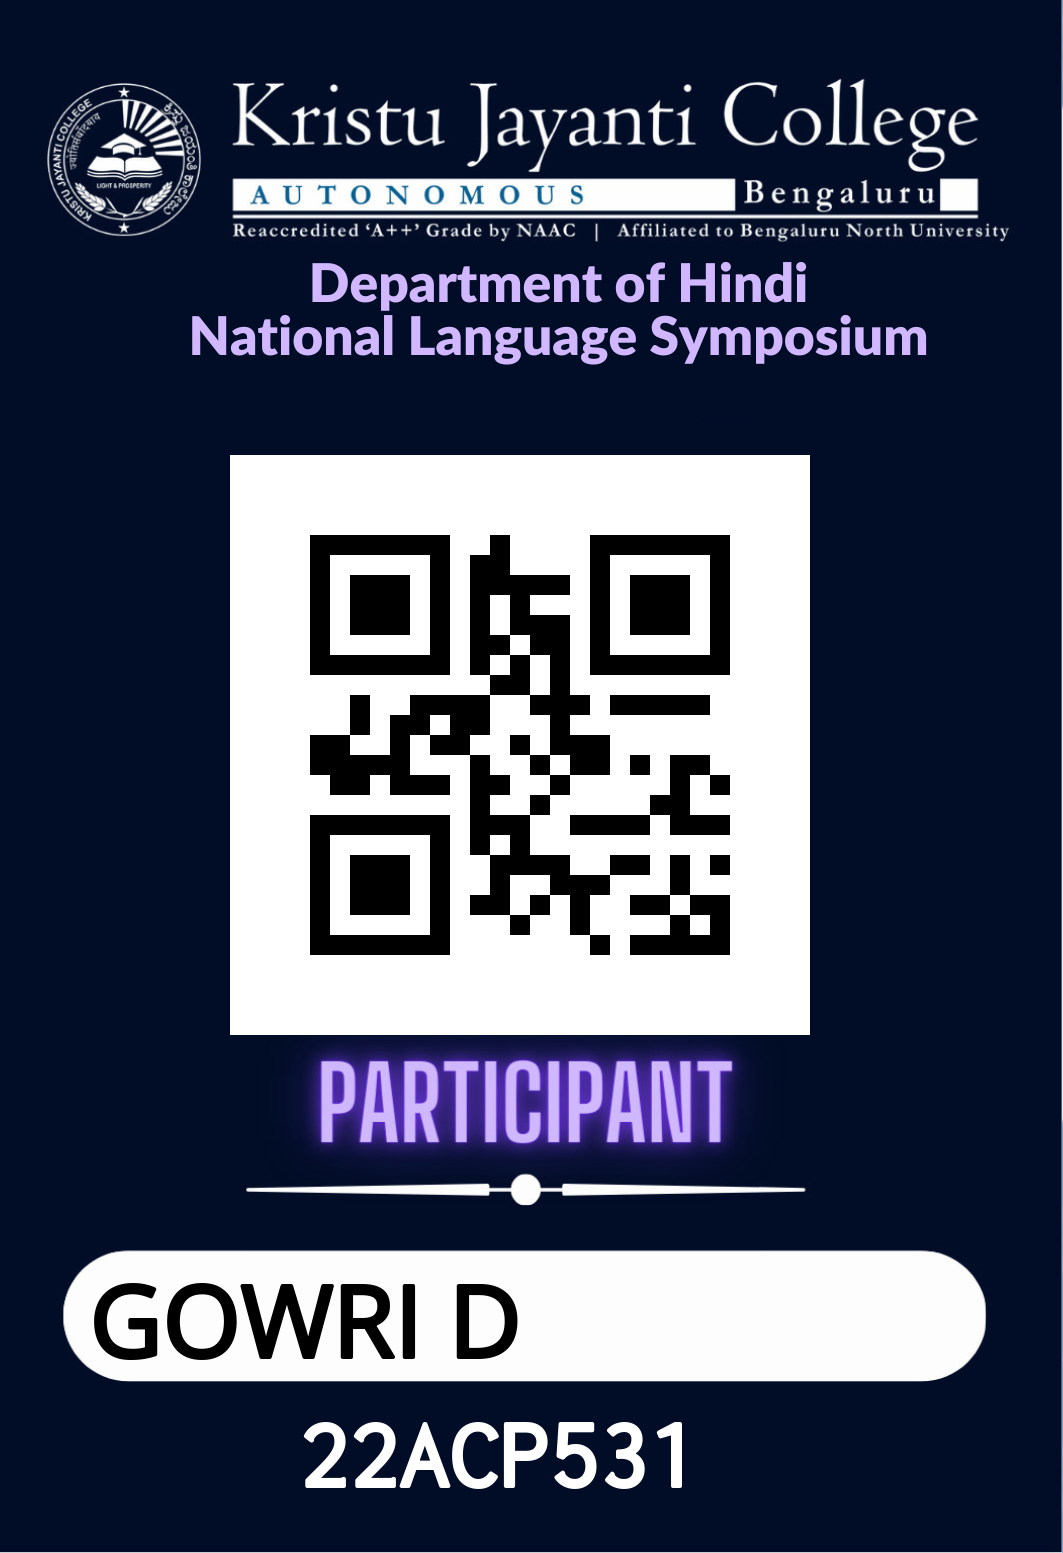 Kristu Jayanti College
AUTONOMOUS Bengaluru
Reaccredited ‘A++’ Grade by NAAC | Affiliated to Bengaluru North University
KRISTU JAYANTI COLLEGE
LIGHT & PROSPERITY
Department of Hindi
National Language Symposium
PARTICIPANT
GOWRI D
22ACP531